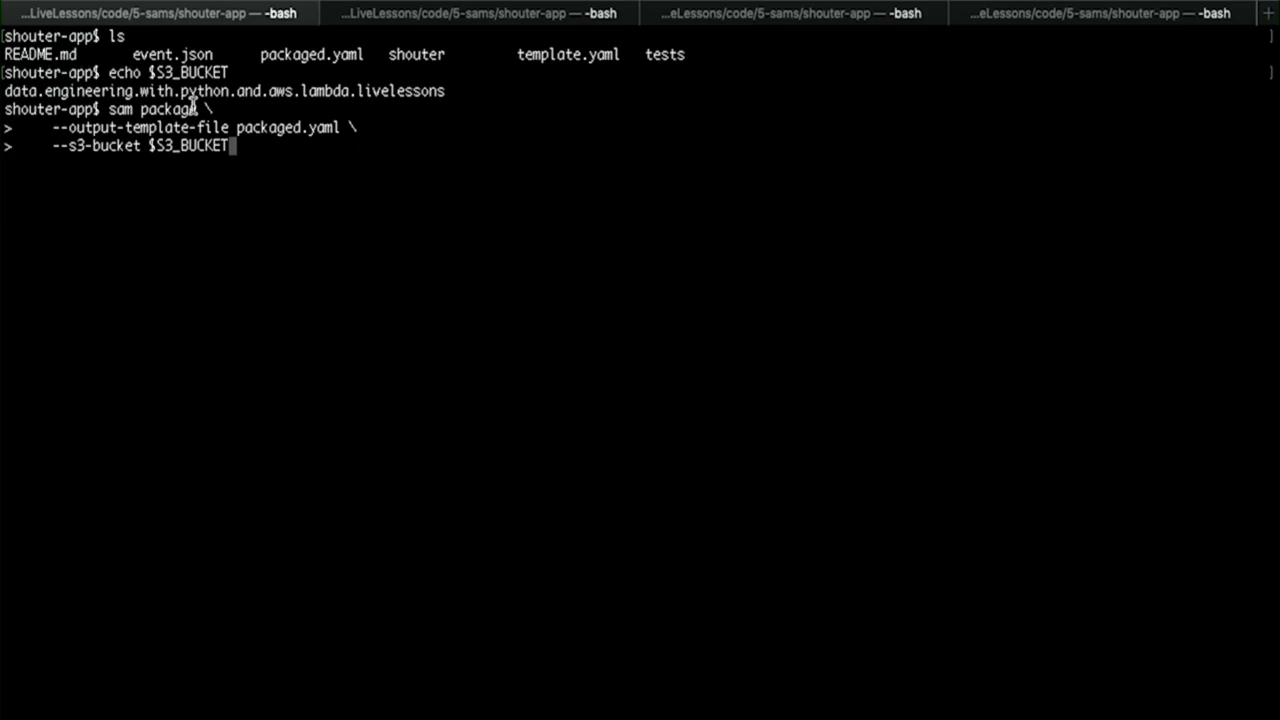 ...LiveLessons/code/5-sams/shouter-app — -bash ...LiveLessons/code/5-sams/shouter-app — -bash ...eLessons/code/5-sams/shouter-app — -bash ...eLessons/code/5-sams/shouter-app — -bash +
[shouter-app$ ls ]
README.md event.json packaged.yaml shouter template.yaml tests
[shouter-app$ echo $S3_BUCKET ]
data.engineering.with.python.and.aws.lambda.livelessons
shouter-app$ sam package \
> --output-template-file packaged.yaml \
> --s3-bucket $S3_BUCKET